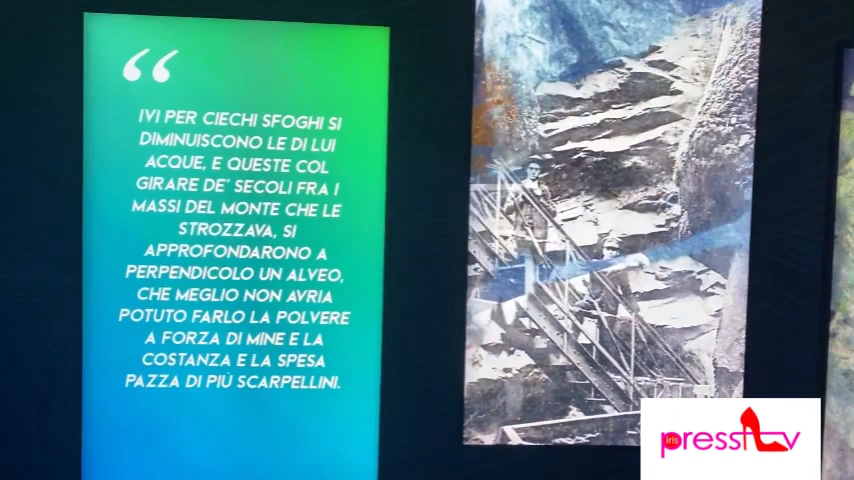 IVI PER CIECHI SFOGHI SI
DIMINUISCONO LE DI LUI
ACQUE, E QUESTE COL
GIRARE DE' SECOLI FRA I
MASSI DEL MONTE CHE LE
STROZZAVA, SI
APPROFONDARONO A
PERPENDICOLO UN ALVEO,
CHE MEGLIO NON AVRIA
POTUTO FARLO LA POLVERE
A FORZA DI MINE E LA
COSTANZA E LA SPESA
PAZZA DI PIÙ SCARPELLINI.
iris
press tv